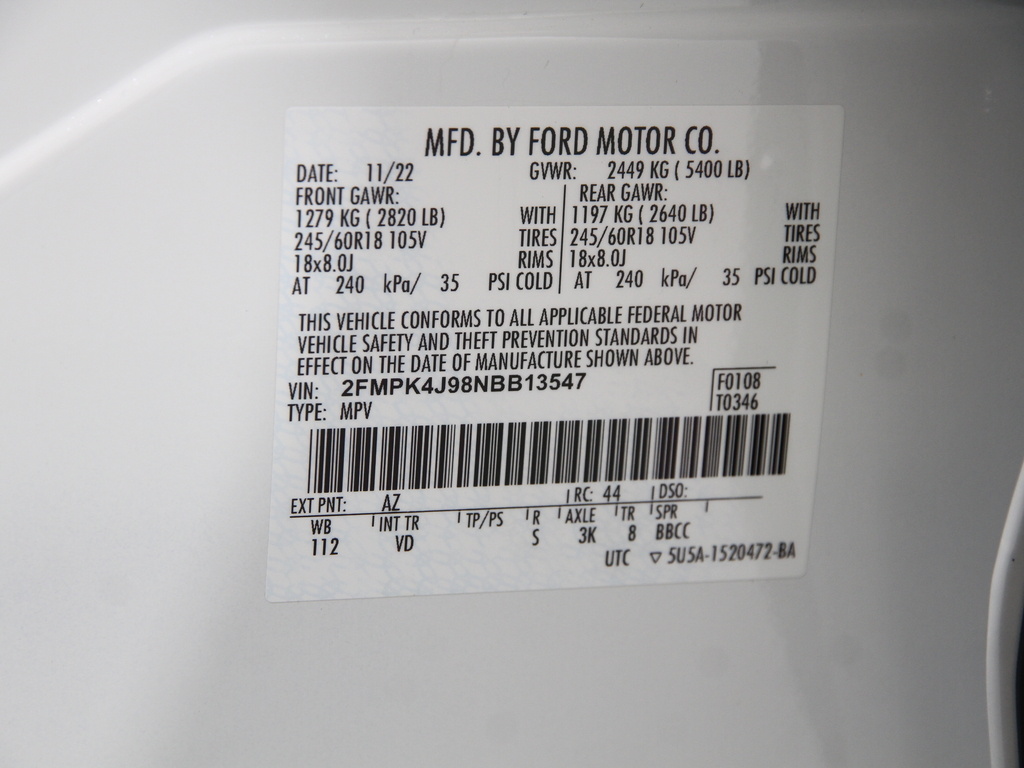 MFD. BY FORD MOTOR CO.
DATE: 11/22 GVWR: 2449 KG ( 5400 LB)
FRONT GAWR: REAR GAWR:
1279 KG ( 2820 LB) WITH 1197 KG ( 2640 LB) WITH
245/60R18 105V TIRES 245/60R18 105V TIRES
18x8.0J RIMS 18x8.0J RIMS
AT 240 kPa/ 35 PSI COLD AT 240 kPa/ 35 PSI COLD
THIS VEHICLE CONFORMS TO ALL APPLICABLE FEDERAL MOTOR
VEHICLE SAFETY AND THEFT PREVENTION STANDARDS IN
EFFECT ON THE DATE OF MANUFACTURE SHOWN ABOVE.
VIN: 2FMPK4J98NBB13547 F0108
TYPE: MPV T0346
EXT PNT: AZ RC: 44 DSO:
WB INT TR TP/PS R AXLE TR SPR
112 VD S 3K 8 BBCC
UTC ▽ 5U5A-1520472-BA